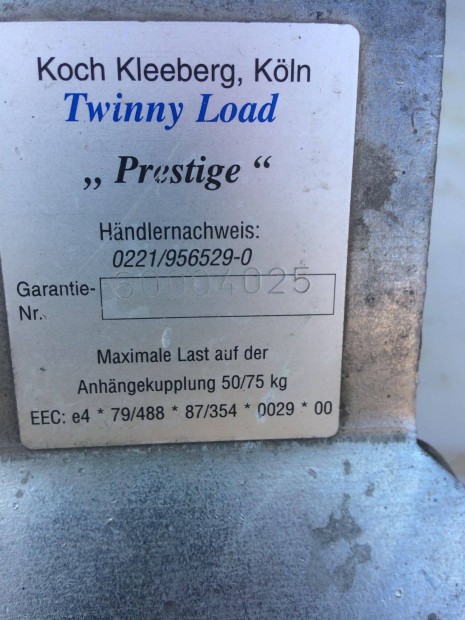 Koch Kleeberg, Köln
Twinny Load
„ Prestige “
Händlernachweis:
0221/956529-0
Garantie-
Nr.
60004025
Maximale Last auf der
Anhängekupplung 50/75 kg
EEC: e4 * 79/488 * 87/354 * 0029 * 00